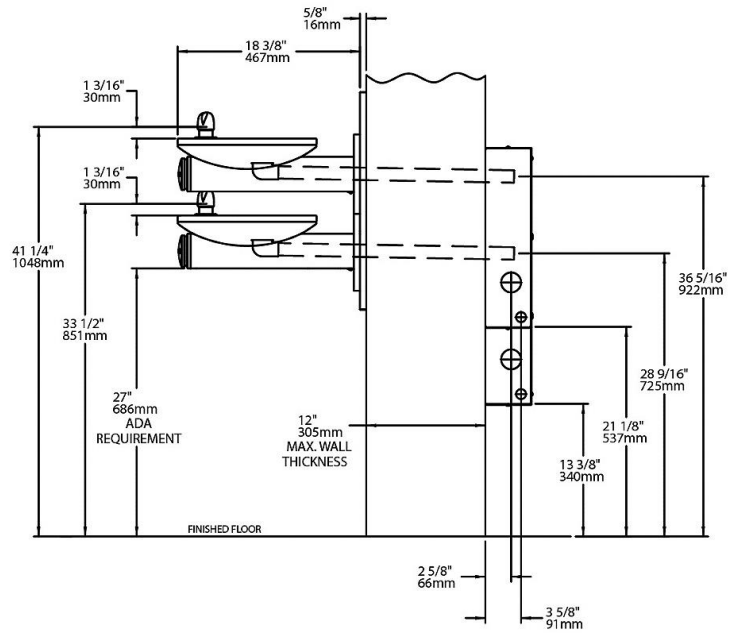 5/8"
16mm
18 3/8"
467mm
1 3/16"
30mm
1 3/16"
30mm
41 1/4"
1048mm
36 5/16"
922mm
33 1/2"
851mm
28 9/16"
725mm
27"
686mm
ADA
REQUIREMENT
12"
305mm
MAX. WALL
THICKNESS
21 1/8"
537mm
13 3/8"
340mm
FINISHED FLOOR
2 5/8"
66mm
3 5/8"
91mm